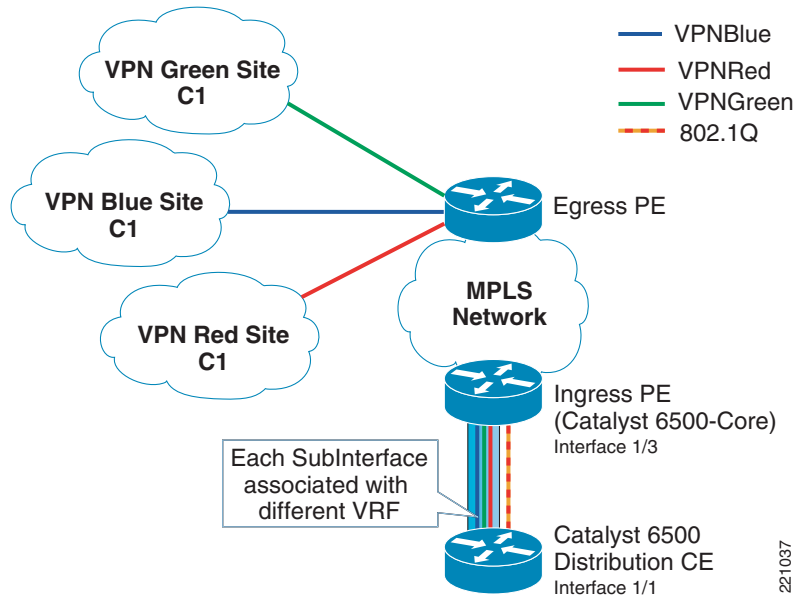 VPN Green Site
C1
VPN Blue Site
C1
VPN Red Site
C1
VPNBlue
VPNRed
VPNGreen
802.1Q
Egress PE
MPLS
Network
Ingress PE
(Catalyst 6500-Core)
Interface 1/3
Each SubInterface
associated with
different VRF
Catalyst 6500
Distribution CE
Interface 1/1
221037